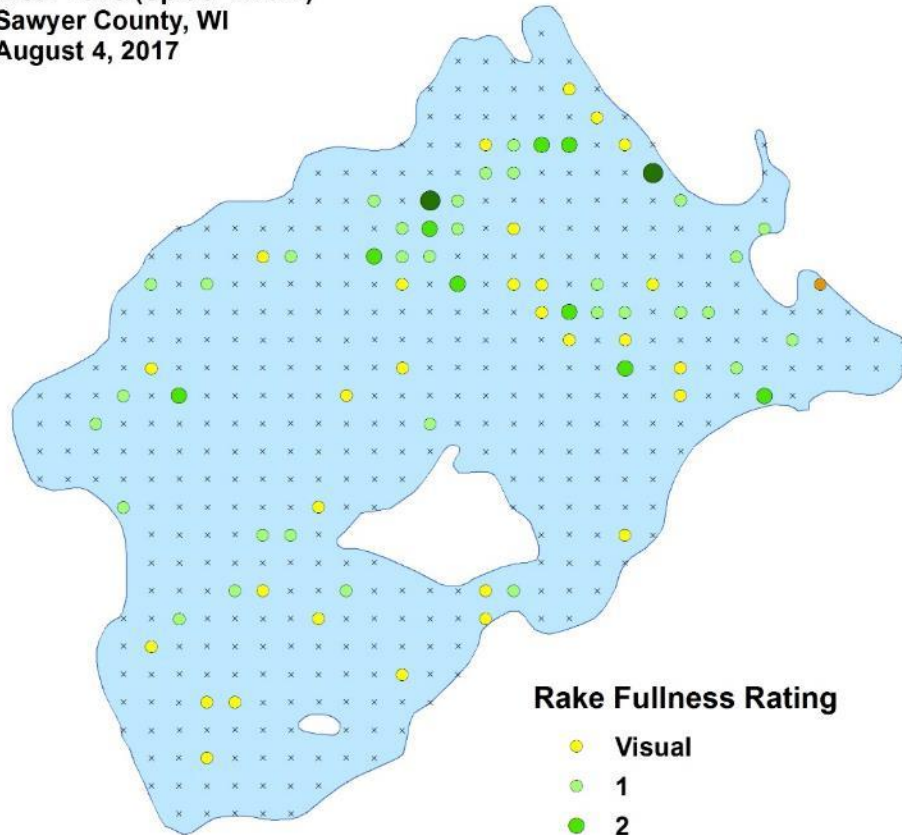 Sawyer County, WI
August 4, 2017
Rake Fullness Rating
Visual
1
2